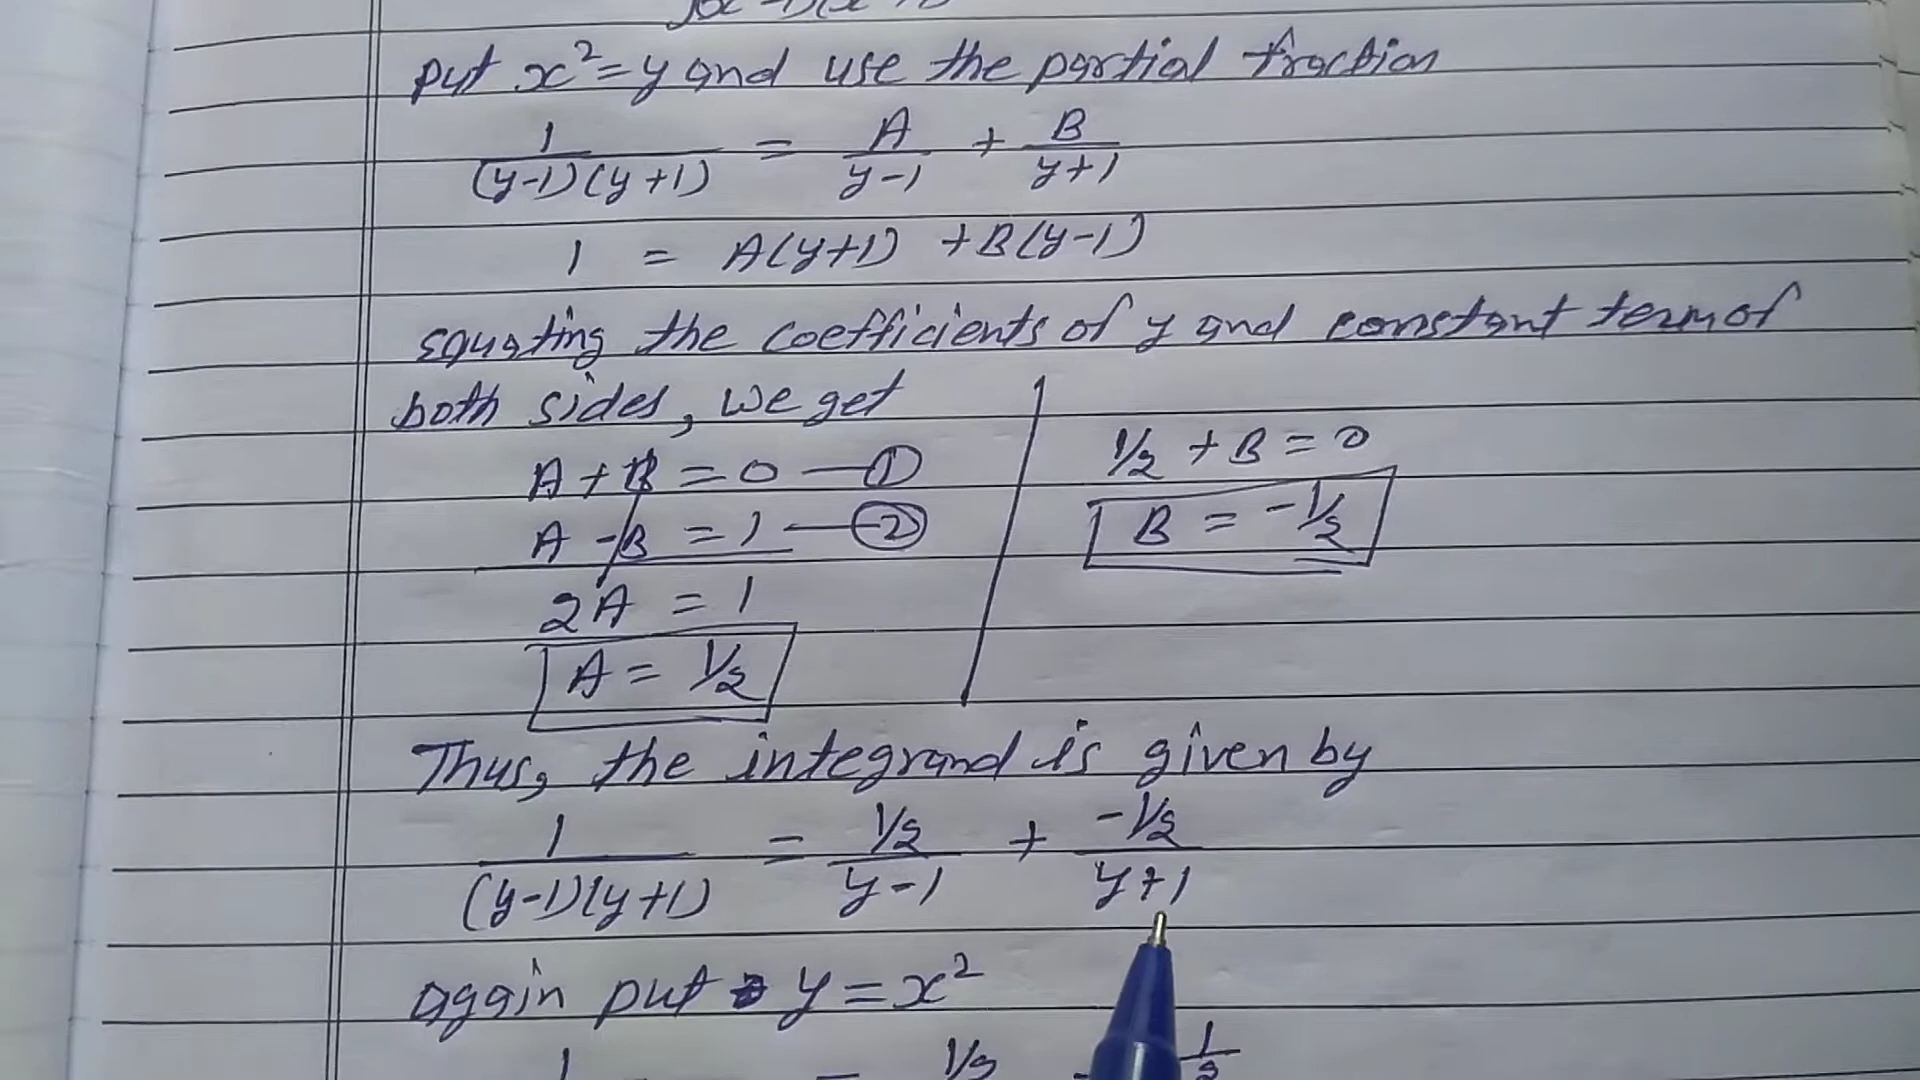 put x² = y and use the partial fraction
1/((y-1)(y+1)) = A/(y-1) + B/(y+1)
1 = A(y+1) + B(y-1)
equating the coefficients of y and constant term of
both sides, we get
A + B = 0 — ①
A - B = 1 — ②
2A = 1
A = 1/2
1/2 + B = 0
B = -1/2
Thus, the integrand is given by
1/((y-1)(y+1)) = (1/2)/(y-1) + (-1/2)/(y+1)
again put y = x²